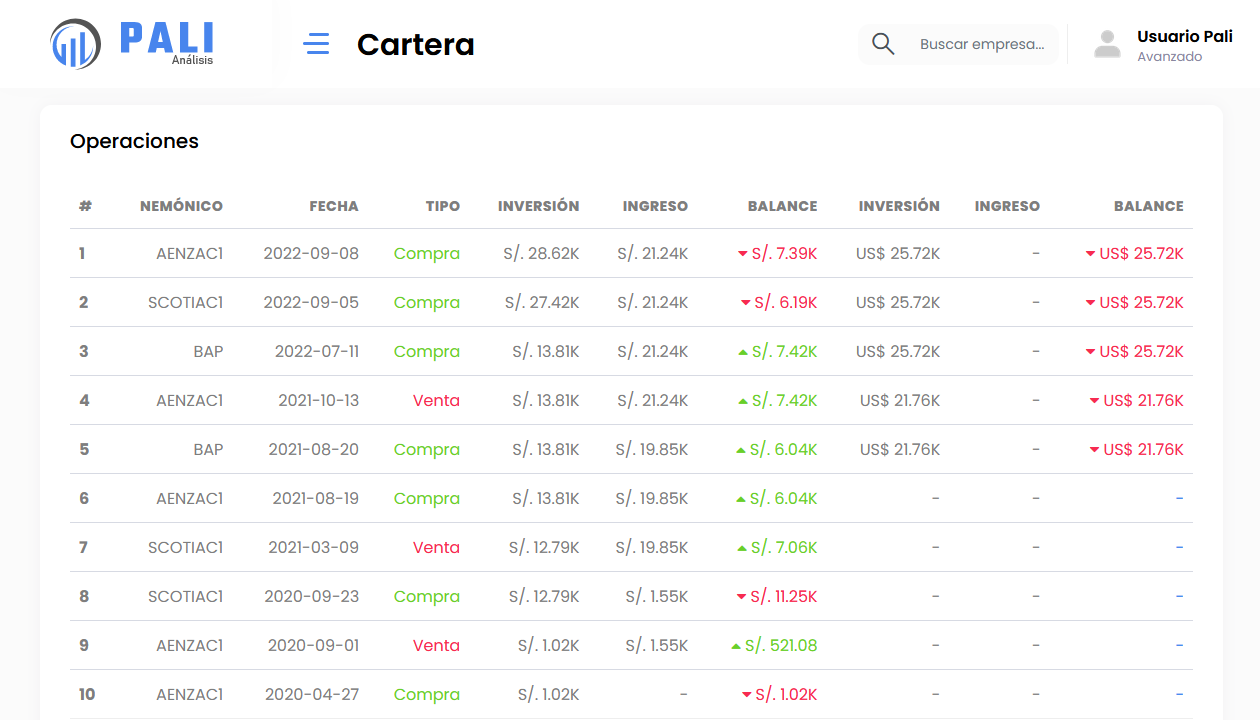 PALI
Análisis
Cartera
Buscar empresa...
Usuario Pali
Avanzado
Operaciones
# NEMÓNICO FECHA TIPO INVERSIÓN INGRESO BALANCE INVERSIÓN INGRESO BALANCE
1 AENZAC1 2022-09-08 Compra S/. 28.62K S/. 21.24K S/. 7.39K US$ 25.72K - US$ 25.72K
2 SCOTIAC1 2022-09-05 Compra S/. 27.42K S/. 21.24K S/. 6.19K US$ 25.72K - US$ 25.72K
3 BAP 2022-07-11 Compra S/. 13.81K S/. 21.24K S/. 7.42K US$ 25.72K - US$ 25.72K
4 AENZAC1 2021-10-13 Venta S/. 13.81K S/. 21.24K S/. 7.42K US$ 21.76K - US$ 21.76K
5 BAP 2021-08-20 Compra S/. 13.81K S/. 19.85K S/. 6.04K US$ 21.76K - US$ 21.76K
6 AENZAC1 2021-08-19 Compra S/. 13.81K S/. 19.85K S/. 6.04K - - -
7 SCOTIAC1 2021-03-09 Venta S/. 12.79K S/. 19.85K S/. 7.06K - - -
8 SCOTIAC1 2020-09-23 Compra S/. 12.79K S/. 1.55K S/. 11.25K - - -
9 AENZAC1 2020-09-01 Venta S/. 1.02K S/. 1.55K S/. 521.08 - - -
10 AENZAC1 2020-04-27 Compra S/. 1.02K - S/. 1.02K - - -